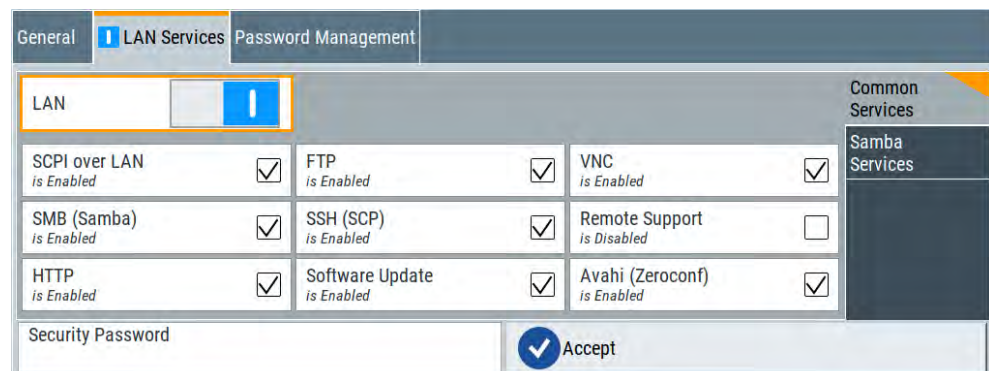 General LAN Services Password Management
LAN
Common
Services
Samba
Services
SCPI over LAN
is Enabled
FTP
is Enabled
VNC
is Enabled
SMB (Samba)
is Enabled
SSH (SCP)
is Enabled
Remote Support
is Disabled
HTTP
is Enabled
Software Update
is Enabled
Avahi (Zeroconf)
is Enabled
Security Password
Accept